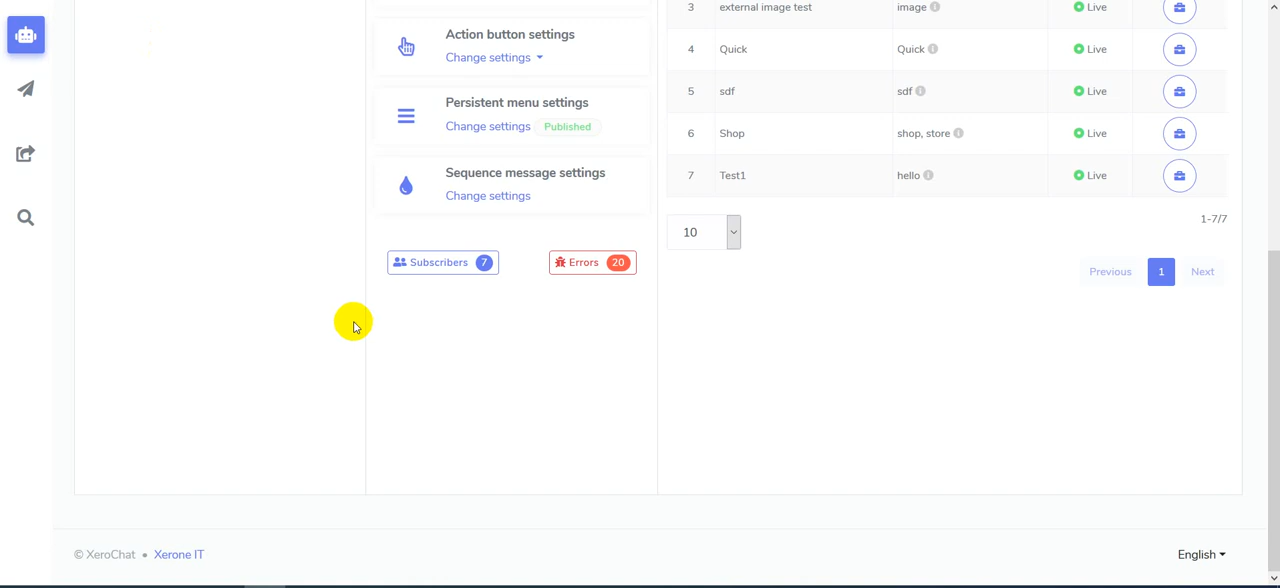 Action button settings
Change settings
Persistent menu settings
Change settings Published
Sequence message settings
Change settings
Subscribers 7
Errors 20
3 external image test image Live
4 Quick Quick Live
5 sdf sdf Live
6 Shop shop, store Live
7 Test1 hello Live
10
1-7/7
Previous 1 Next
© XeroChat • Xerone IT
English